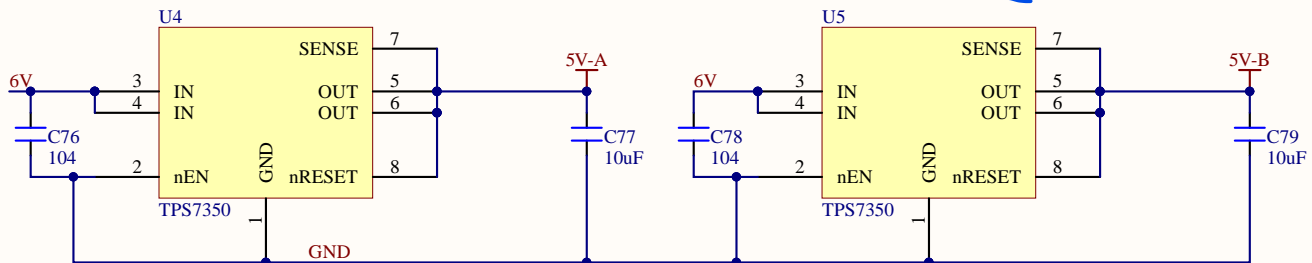 U4
SENSE 7
5V-A
6V
3 IN OUT 5
4 IN OUT 6
C76
104
C77
10uF
2 nEN GND nRESET 8
TPS7350
1
GND
U5
SENSE 7
5V-B
6V
3 IN OUT 5
4 IN OUT 6
C78
104
C79
10uF
2 nEN GND nRESET 8
TPS7350
1